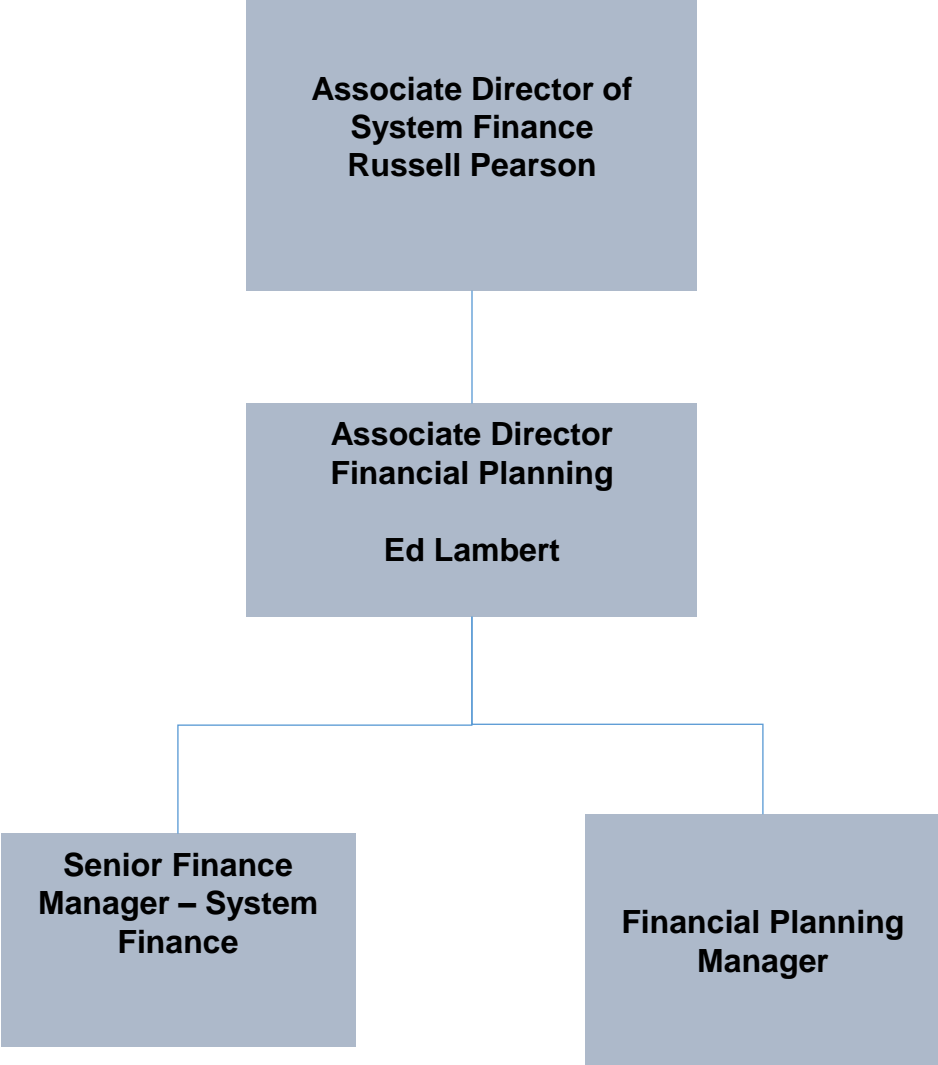 Associate Director of
System Finance
Russell Pearson
Associate Director
Financial Planning
Ed Lambert
Senior Finance
Manager – System
Finance
Financial Planning
Manager